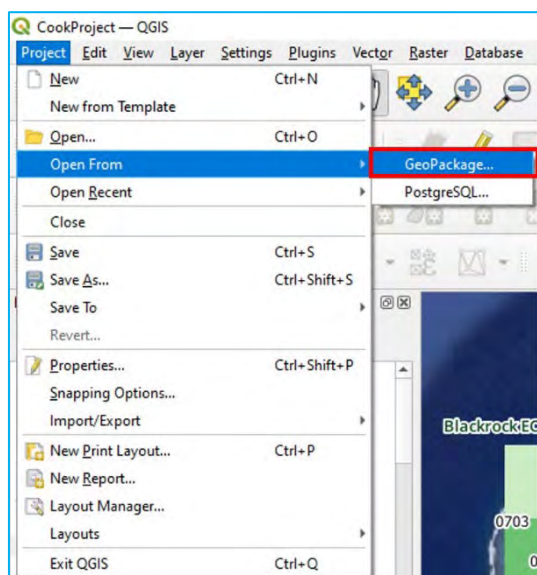 CookProject — QGIS
Project Edit View Layer Settings Plugins Vector Raster Database
New Ctrl+N
New from Template
Open... Ctrl+O
Open From GeoPackage...
Open Recent PostgreSQL...
Close
Save Ctrl+S
Save As... Ctrl+Shift+S
Save To
Revert...
Properties... Ctrl+Shift+P
Snapping Options...
Import/Export
New Print Layout... Ctrl+P
Blackrock EC
New Report...
Layout Manager...
0703
Layouts
Exit QGIS Ctrl+Q